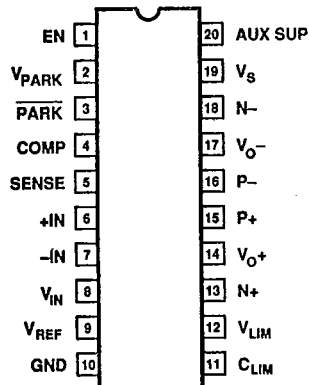 EN 1 20 AUX SUP
VPARK 2 19 VS
PARK 3 18 N−
COMP 4 17 VO−
SENSE 5 16 P−
+IN 6 15 P+
−IN 7 14 VO+
VIN 8 13 N+
VREF 9 12 VLIM
GND 10 11 CLIM